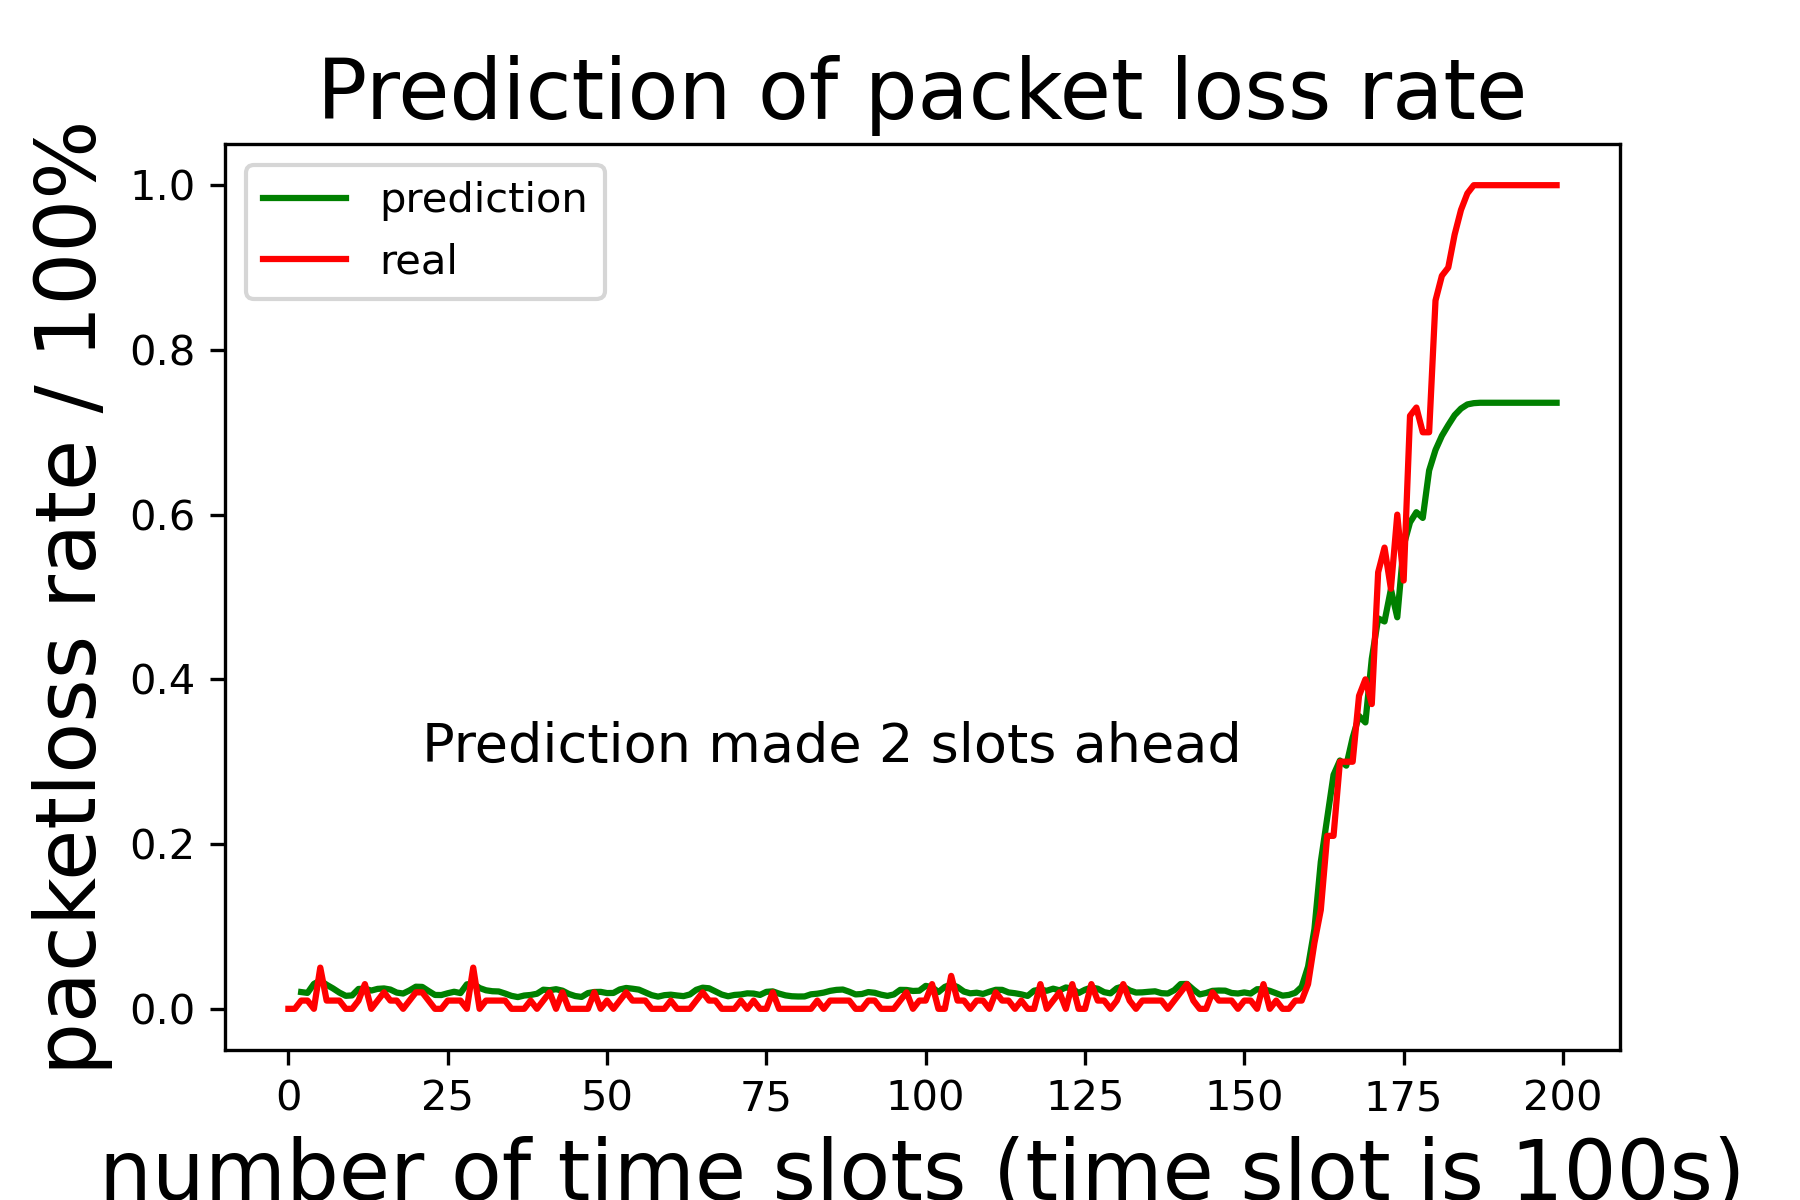 Prediction of packet loss rate
packetloss rate / 100%
1.0
0.8
0.6
0.4
0.2
0.0
prediction
real
Prediction made 2 slots ahead
0 25 50 75 100 125 150 175 200
number of time slots (time slot is 100s)